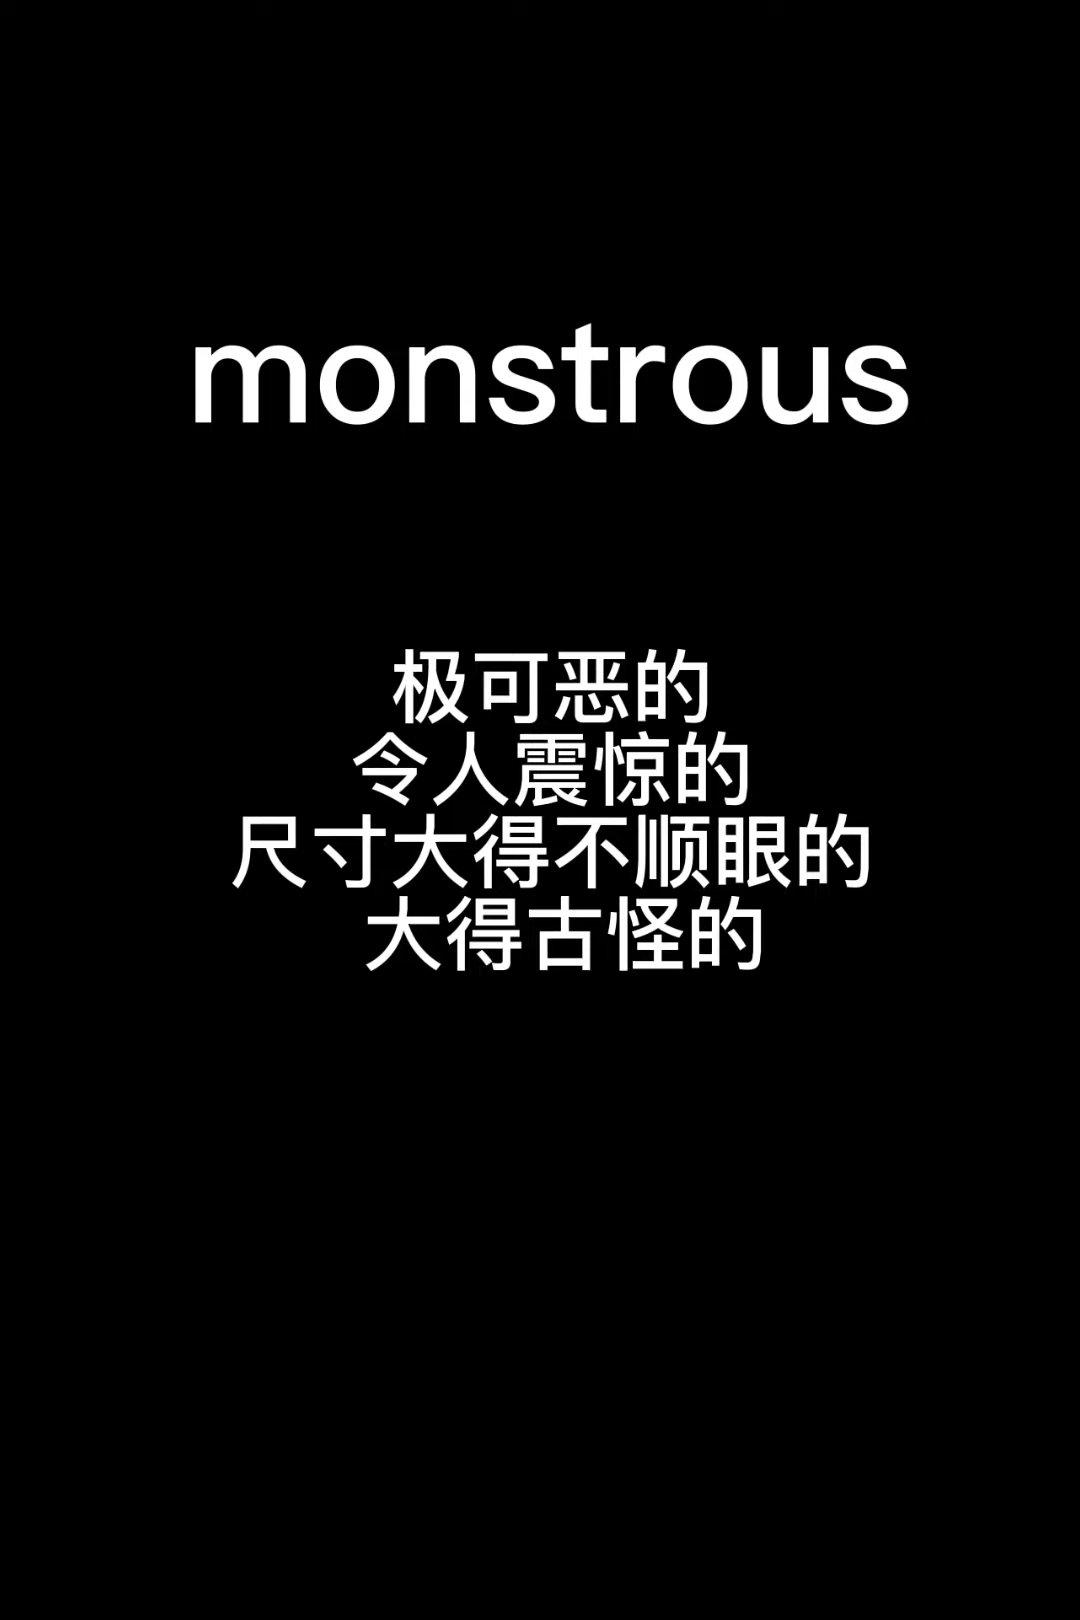 monstrous
极可恶的
令人震惊的
尺寸大得不顺眼的
大得古怪的